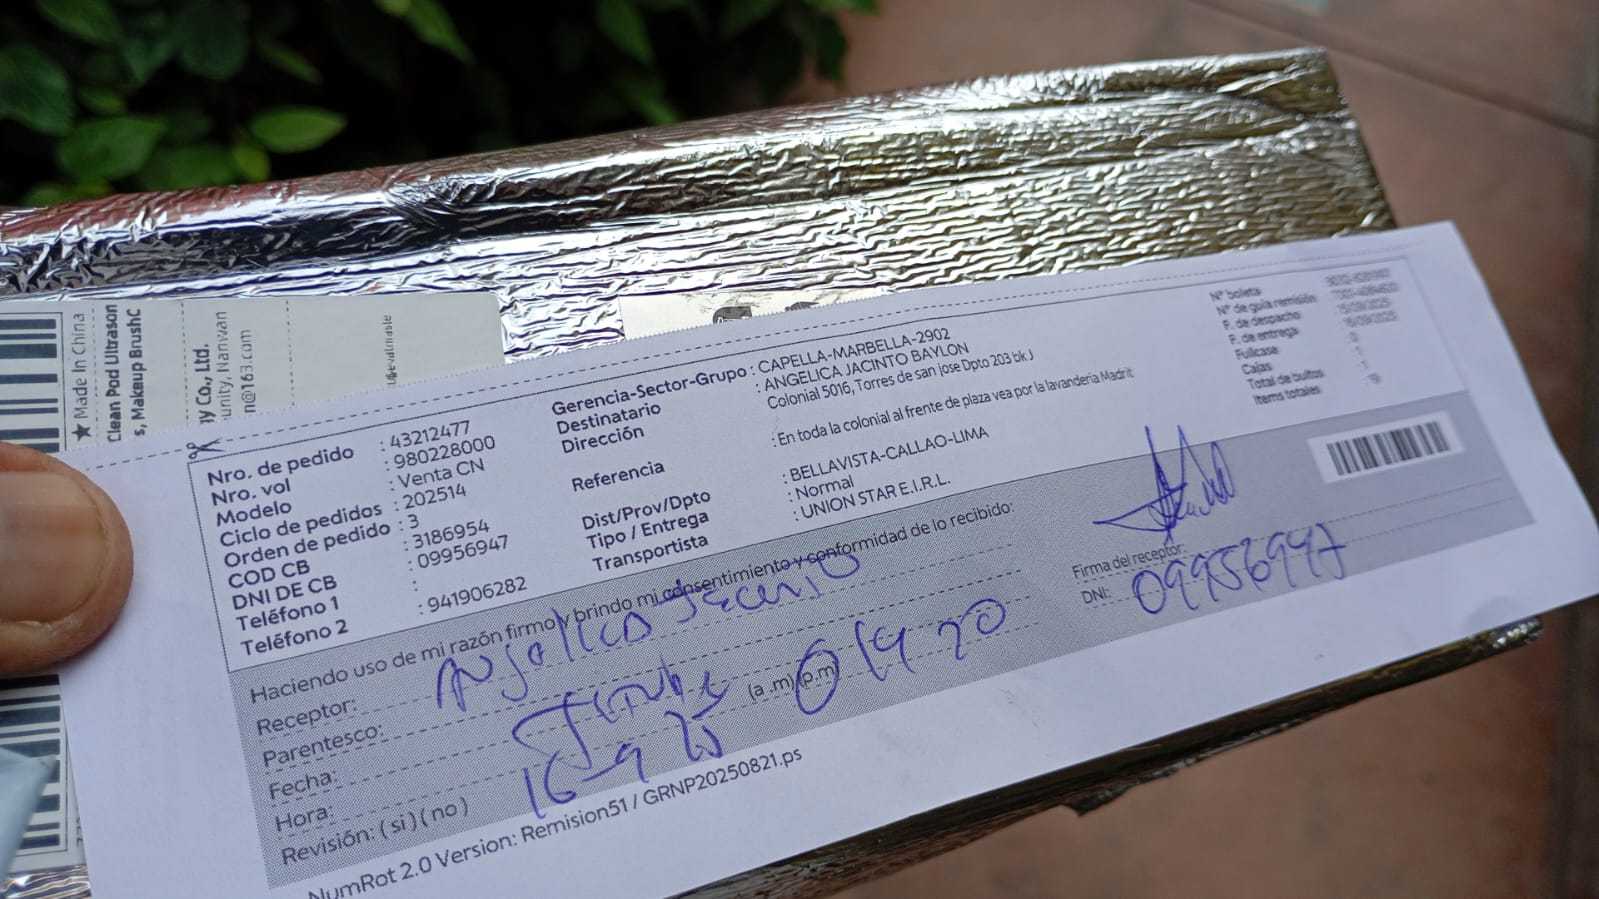 ★ Made In China
Clean Pod Ultrason
s, Makeup BrushC
gy Co., Ltd.
unity, Nanwan
n@163.com
Nro. de pedido : 43212477
Nro. vol : 980228000
Modelo : Venta CN
Ciclo de pedidos : 202514
Orden de pedido : 3
COD CB : 3186954
DNI DE CB : 09956947
Teléfono 1 :
Teléfono 2 : 941906282
Gerencia-Sector-Grupo : CAPELLA-MARBELLA-2902
Destinatario : ANGELICA JACINTO BAYLON
Dirección Colonial 5016, Torres de san jose Dpto 203 bk J
Referencia : En toda la colonial al frente de plaza vea por la lavanderia Madrit
Dist/Prov/Dpto : BELLAVISTA-CALLAO-LIMA
Tipo / Entrega : Normal
Transportista : UNION STAR E.I.R.L.
N° boleta
N° de guía remisión
F. de despacho
F. de entrega
Fullcase
Cajas
Total de bultos
Items totales
Haciendo uso de mi razón firmo y brindo mi consentimiento y conformidad de lo recibido:
Receptor: Angelica Jacinto
Parentesco:
Fecha: 16-9-25
Hora: (a.m)(p.m)
Revisión: (si)(no)
Firma del receptor:
DNI: 09956947
NumRot 2.0 Version: Remision51 / GRNP20250821.ps